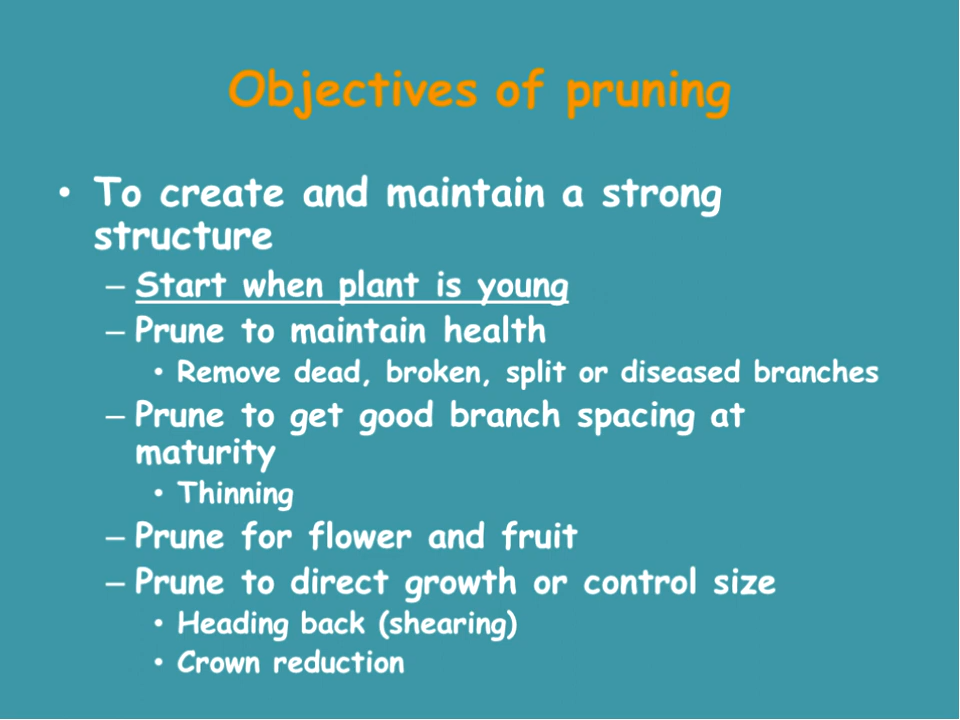 Objectives of pruning
• To create and maintain a strong
structure
– Start when plant is young
– Prune to maintain health
• Remove dead, broken, split or diseased branches
– Prune to get good branch spacing at
maturity
• Thinning
– Prune for flower and fruit
– Prune to direct growth or control size
• Heading back (shearing)
• Crown reduction